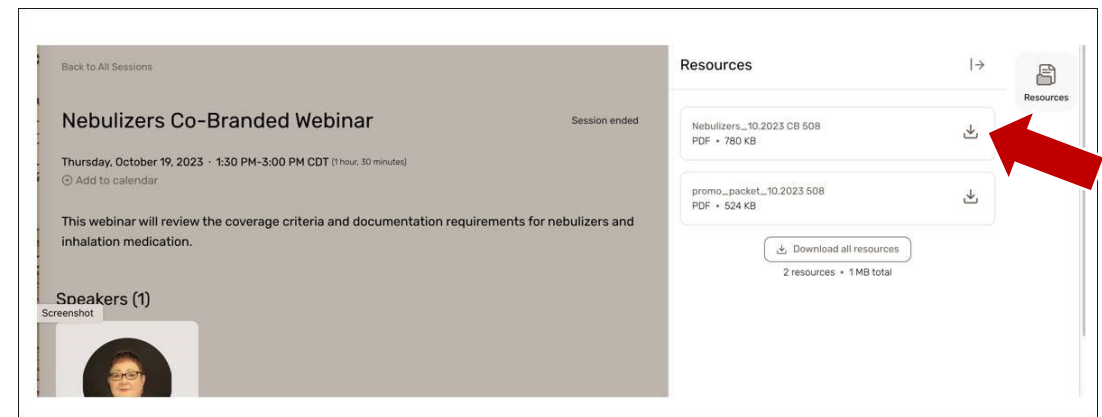 Back to All Sessions
Nebulizers Co-Branded Webinar
Session ended
Thursday, October 19, 2023 · 1:30 PM-3:00 PM CDT (1 hour, 30 minutes)
Add to calendar
This webinar will review the coverage criteria and documentation requirements for nebulizers and
inhalation medication.
Speakers (1)
Screenshot
Resources
Nebulizers_10.2023 CB 508
PDF • 780 KB
promo_packet_10.2023 508
PDF • 524 KB
Download all resources
2 resources • 1 MB total
Resources